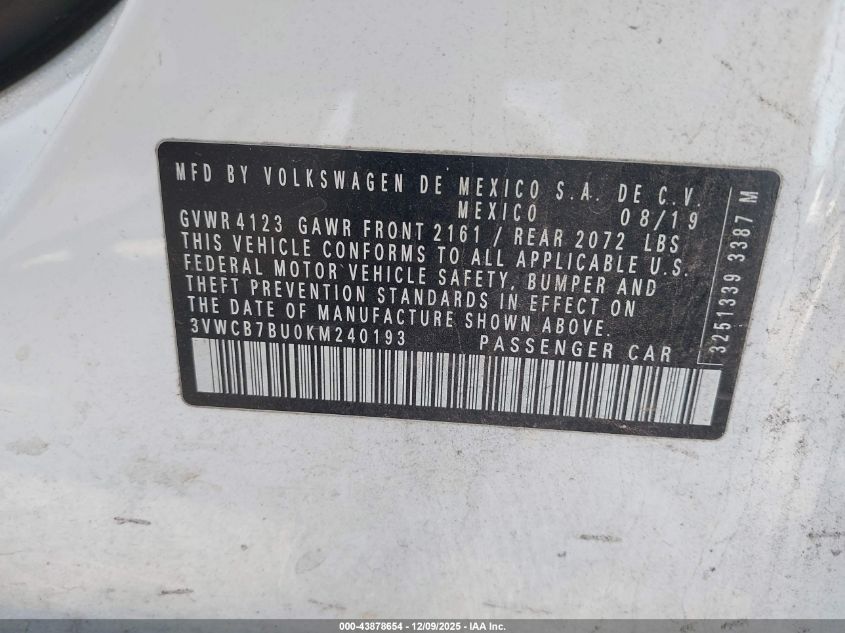 MFD BY VOLKSWAGEN DE MEXICO S.A. DE C.V.
MEXICO 08/19
GVWR 4123 GAWR FRONT 2161 / REAR 2072 LBS
THIS VEHICLE CONFORMS TO ALL APPLICABLE U.S.
FEDERAL MOTOR VEHICLE SAFETY, BUMPER AND
THEFT PREVENTION STANDARDS IN EFFECT ON
THE DATE OF MANUFACTURE SHOWN ABOVE.
3VWCB7BU0KM240193 PASSENGER CAR
3251339 3387 M
000-43878654 - 12/09/2025 - IAA Inc.